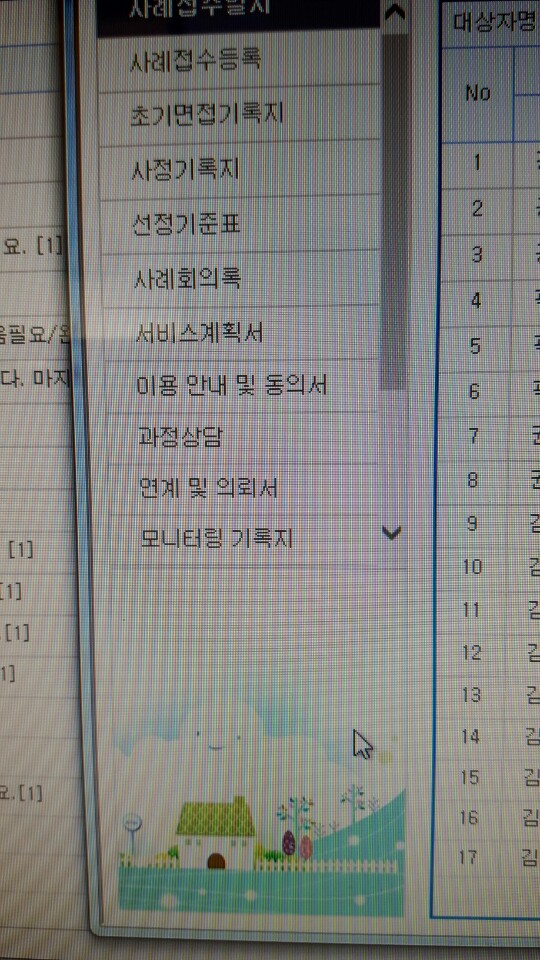 사례접수일지
사례접수등록
초기면접기록지
사정기록지
선정기준표
사례회의록
서비스계획서
이용 안내 및 동의서
과정상담
연계 및 의뢰서
모니터링 기록지
요. [1]
다. 마지
[1]
[1]
[1]
1]
요.[1]
대상자명
No
1
2
3
4
5
6
7
8
9
10
11
12
13
14
15
16
17